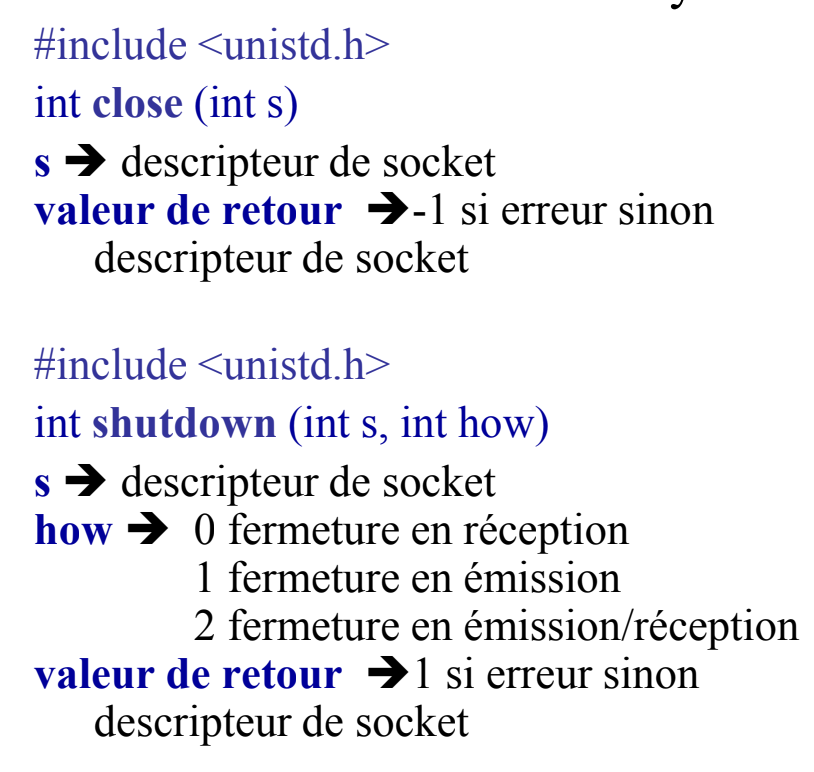 #include <unistd.h>
int close (int s)
s ➔ descripteur de socket
valeur de retour ➔-1 si erreur sinon
descripteur de socket
#include <unistd.h>
int shutdown (int s, int how)
s ➔ descripteur de socket
how ➔ 0 fermeture en réception
1 fermeture en émission
2 fermeture en émission/réception
valeur de retour ➔1 si erreur sinon
descripteur de socket